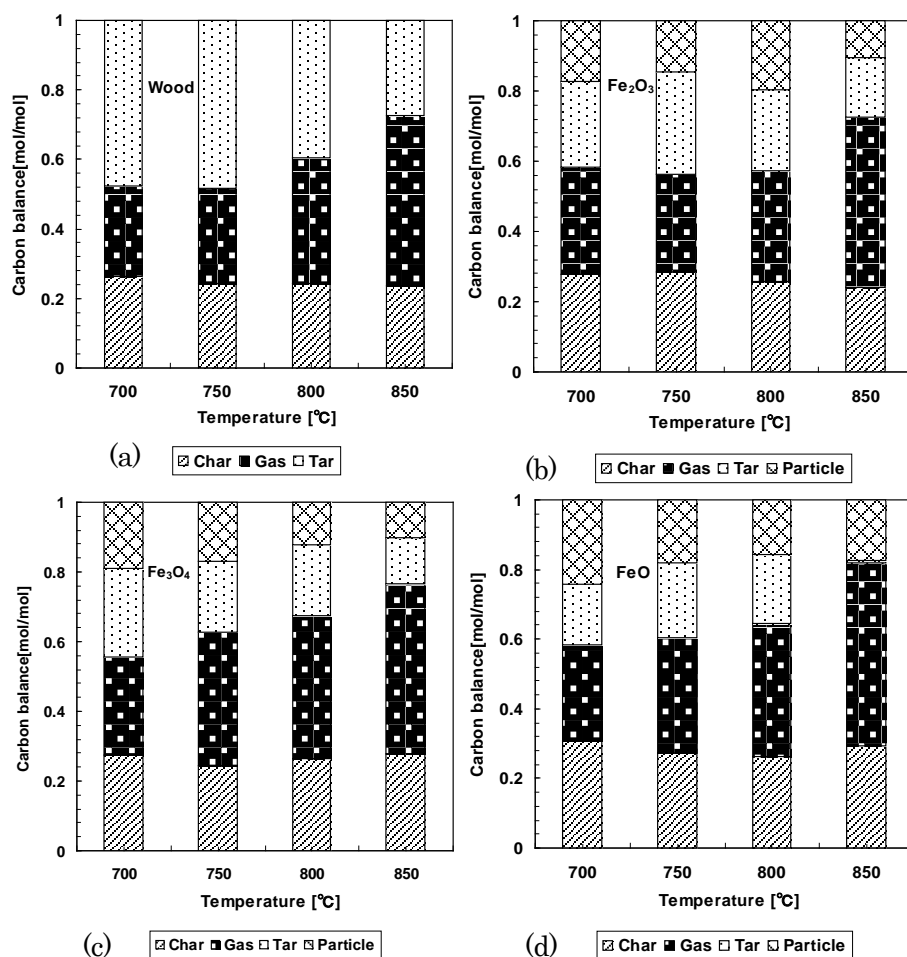 1
0.8
0.6
0.4
0.2
0
Carbon balance[mol/mol]
Wood
700 750 800 850
Temperature [℃]
(a)
Char Gas Tar
1
0.8
0.6
0.4
0.2
0
Carbon balance[mol/mol]
Fe₂O₃
700 750 800 850
Temperature [℃]
(b)
Char Gas Tar Particle
1
0.8
0.6
0.4
0.2
0
Carbon balance[mol/mol]
Fe₃O₄
700 750 800 850
Temperature [℃]
(c)
Char Gas Tar Particle
1
0.8
0.6
0.4
0.2
0
Carbon balance[mol/mol]
FeO
700 750 800 850
Temperature [℃]
(d)
Char Gas Tar Particle